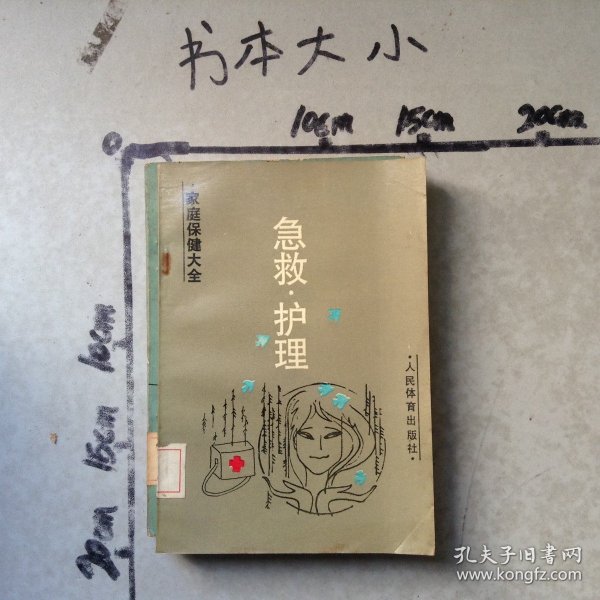 书本大小
0
10cm 15cm 20cm
10cm
15cm
20cm
·家庭保健大全
急救·护理
·人民体育出版社·
孔夫子旧书网
www.kongfz.com